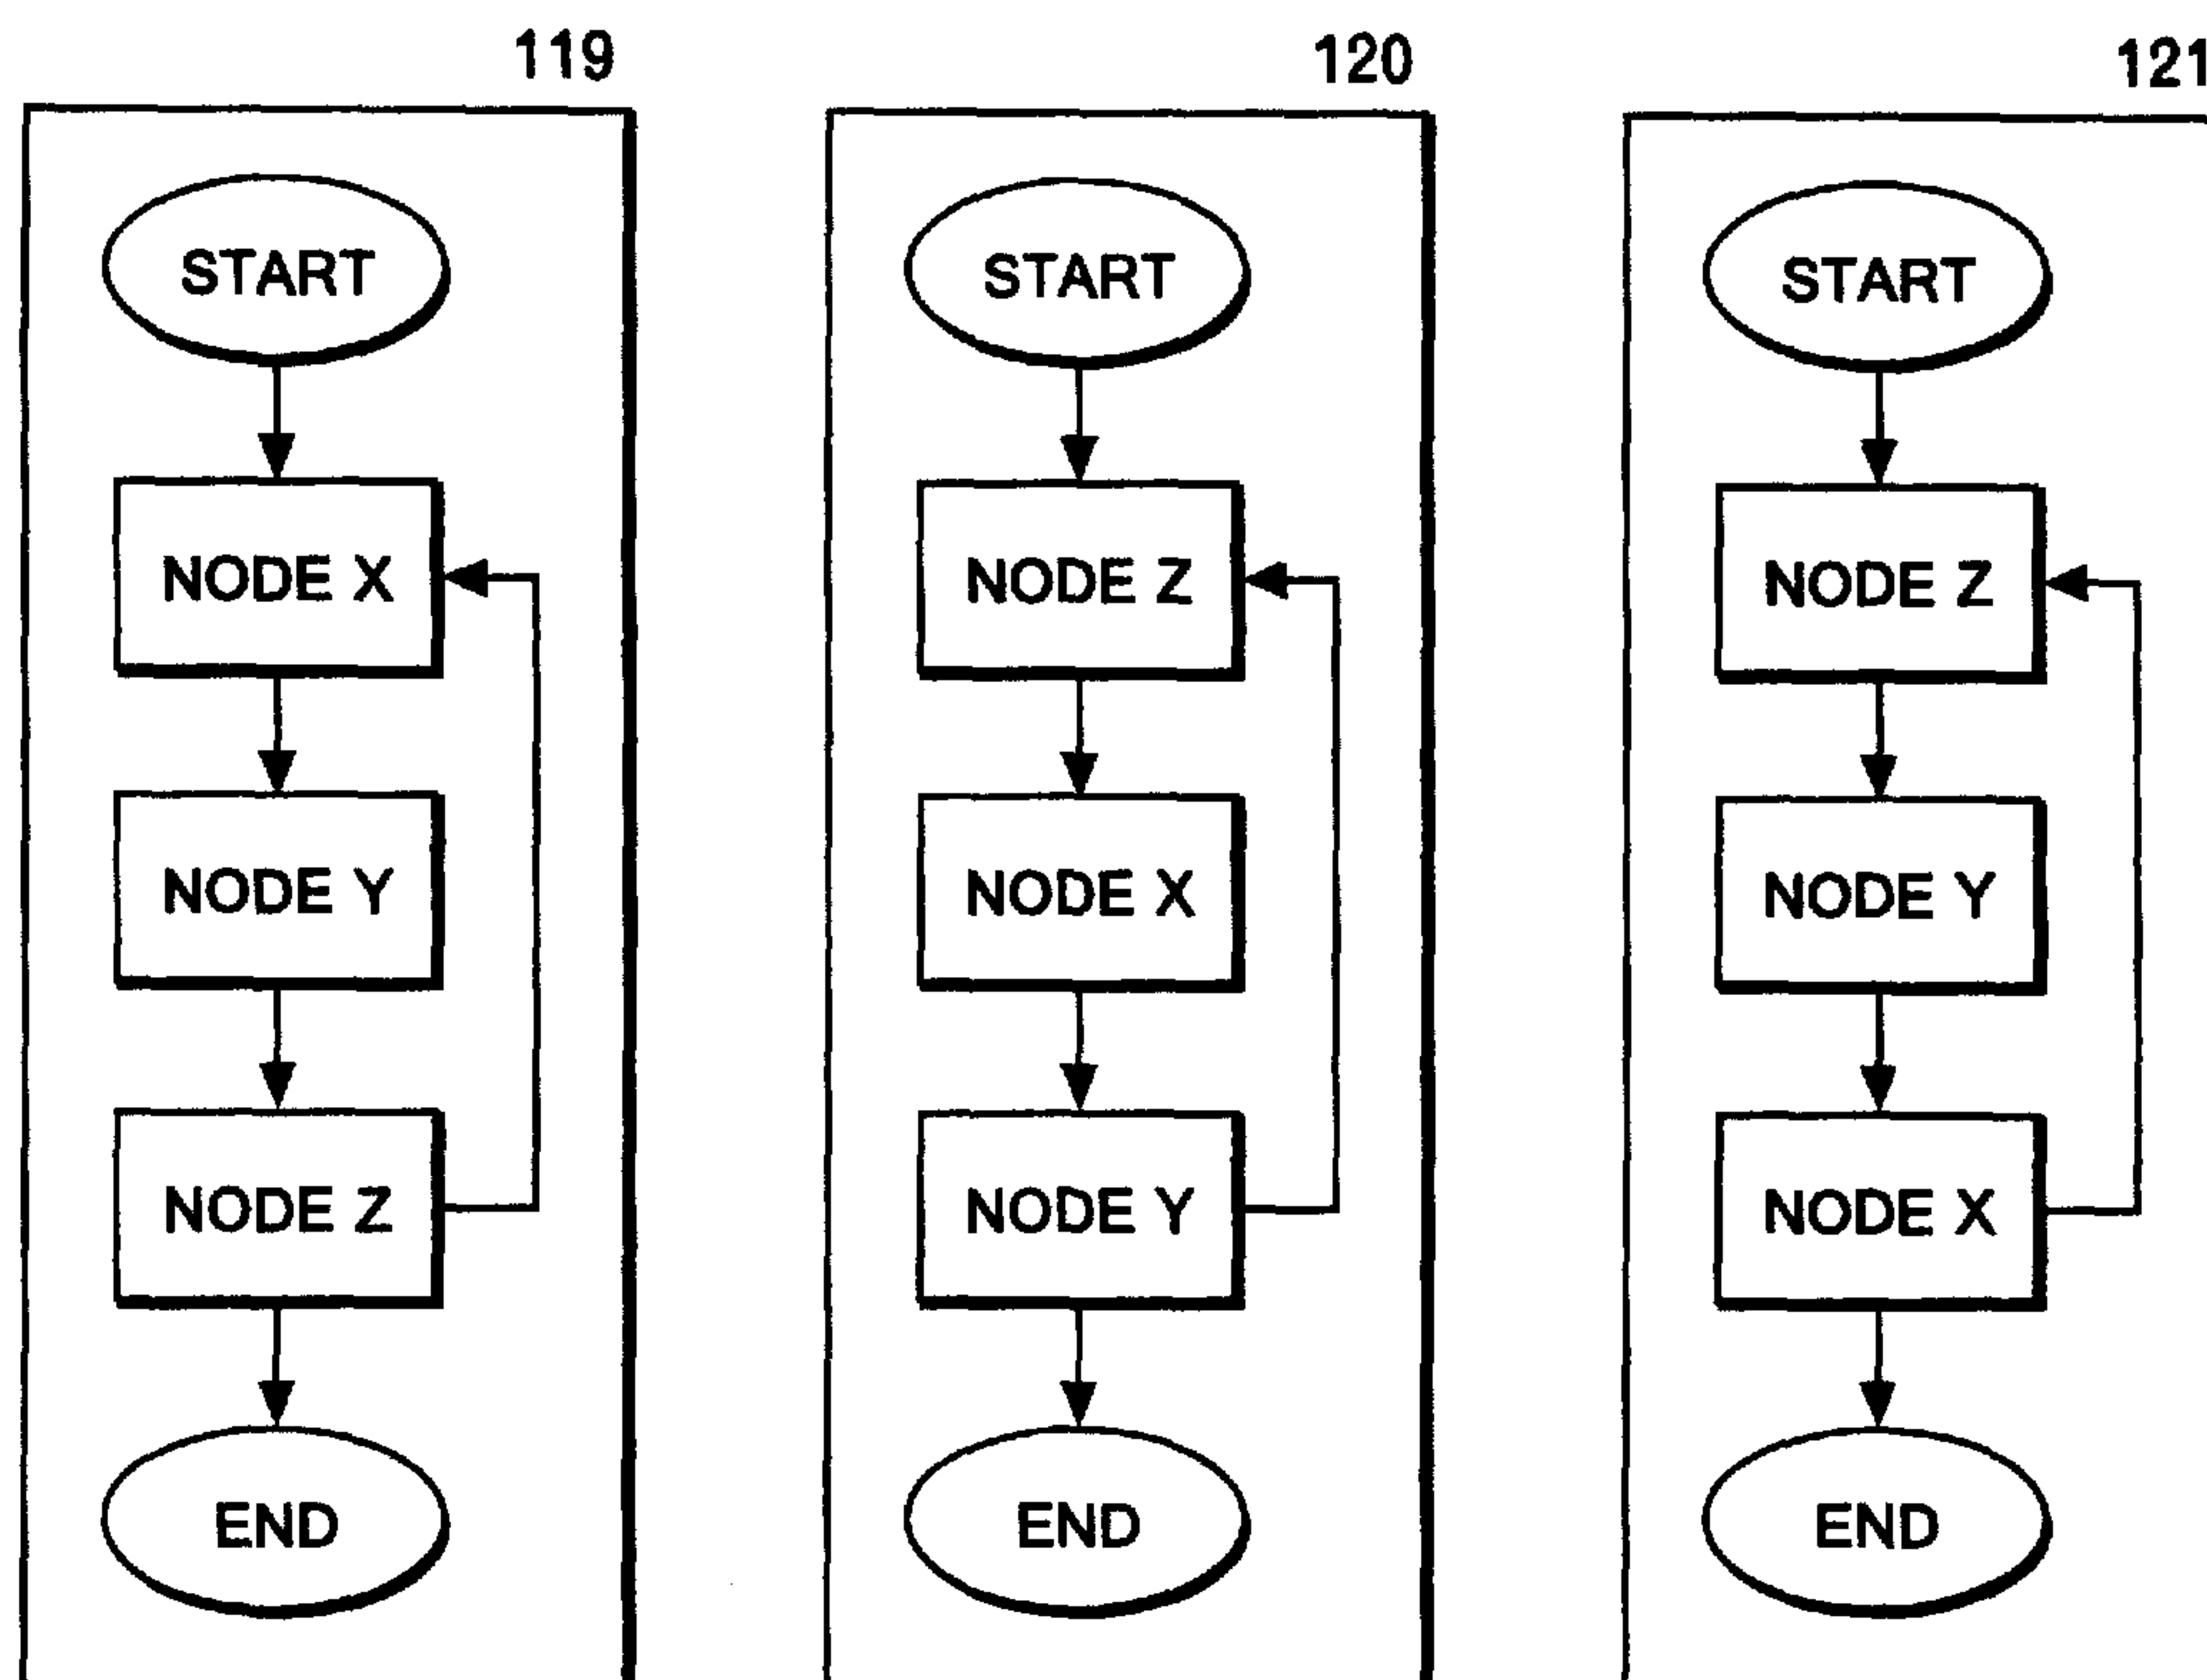 119
START
NODE X
NODE Y
NODE Z
END
120
START
NODE Z
NODE X
NODE Y
END
121
START
NODE Z
NODE Y
NODE X
END